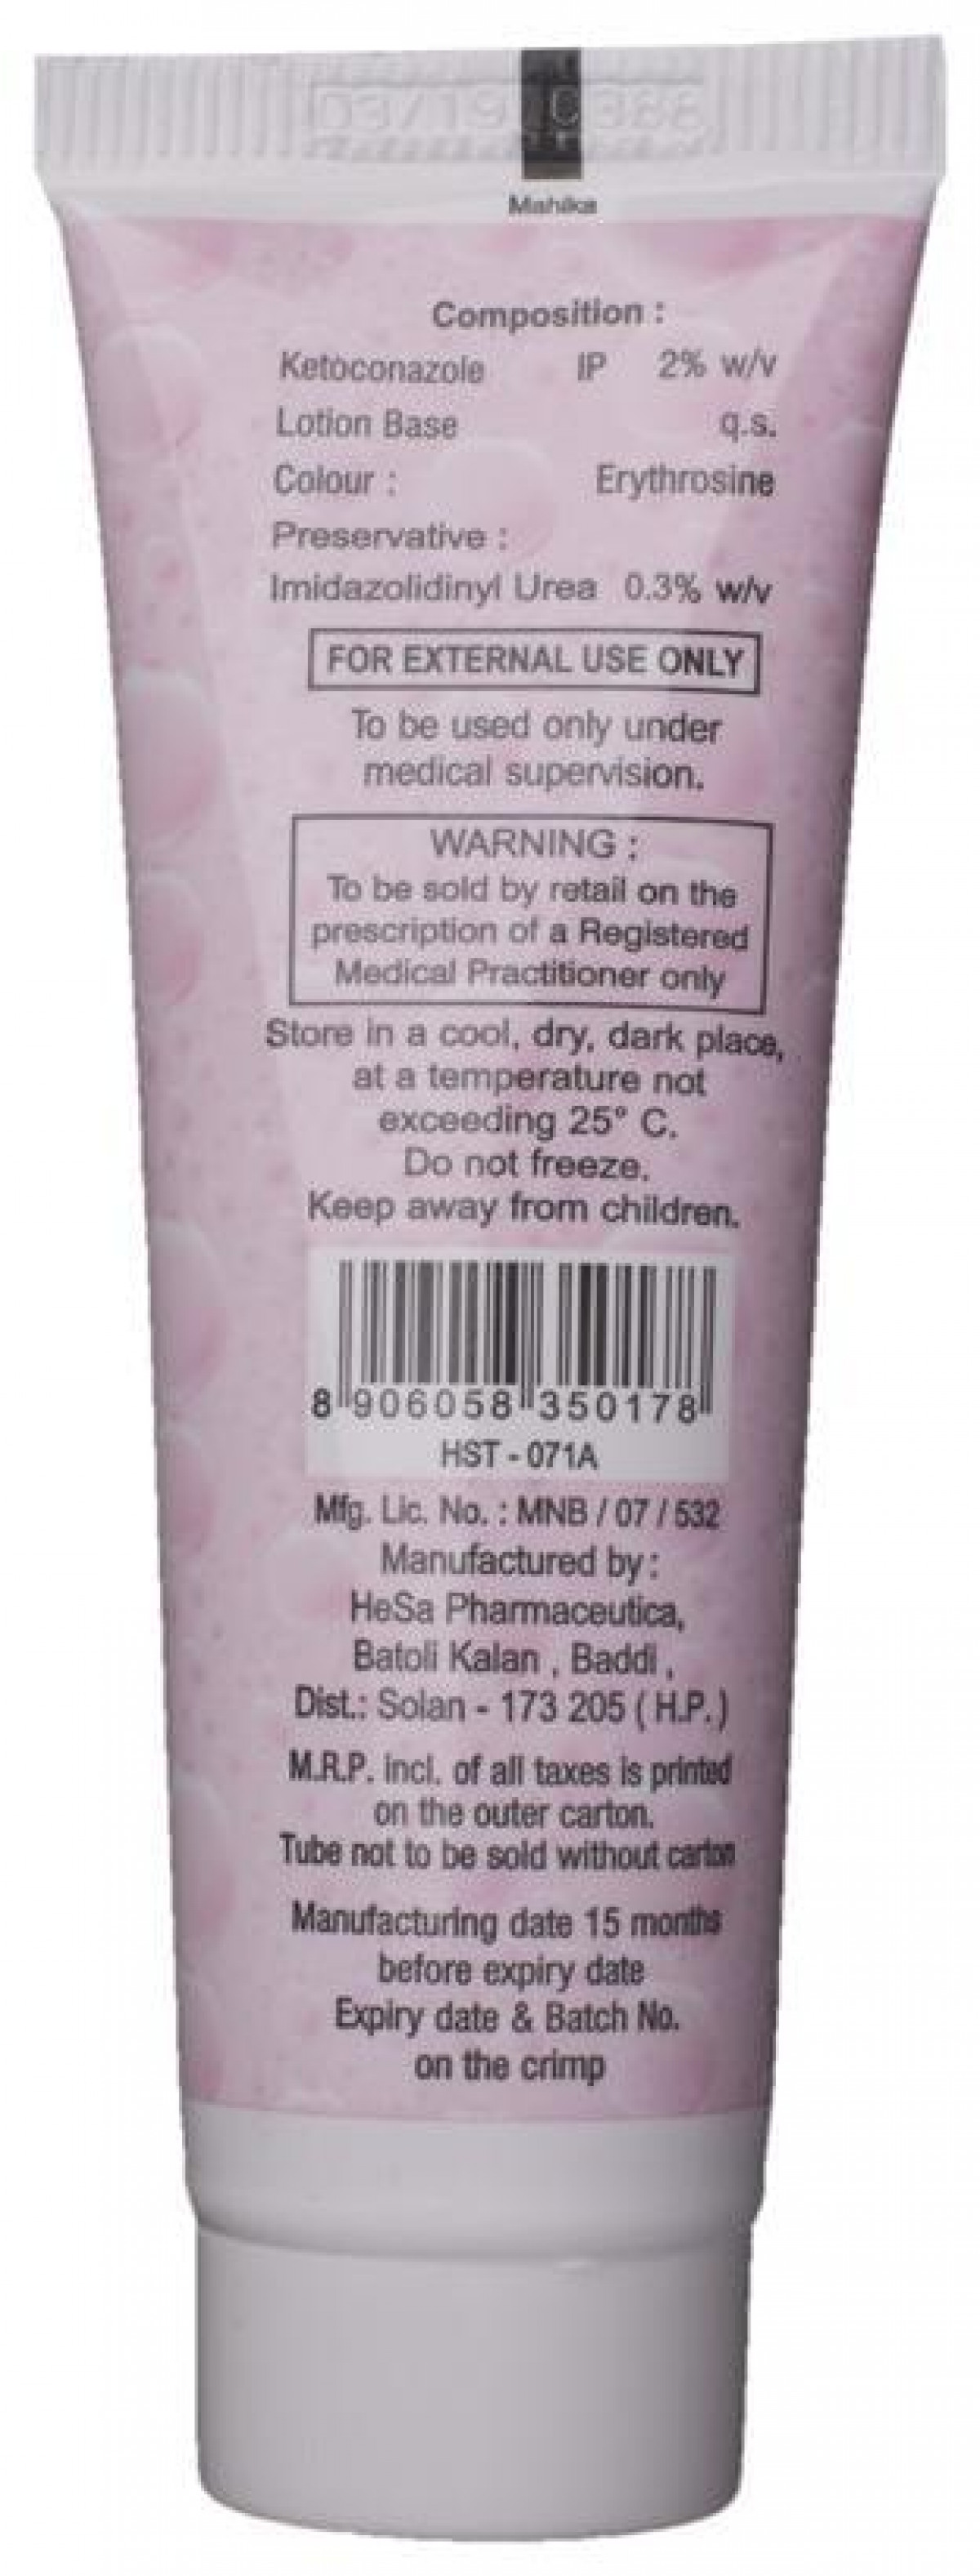 Mahika
Composition :
Ketoconazole IP 2% w/v
Lotion Base q.s.
Colour : Erythrosine
Preservative :
Imidazolidinyl Urea 0.3% w/v
FOR EXTERNAL USE ONLY
To be used only under
medical supervision.
WARNING :
To be sold by retail on the
prescription of a Registered
Medical Practitioner only
Store in a cool, dry, dark place,
at a temperature not
exceeding 25° C.
Do not freeze.
Keep away from children.
8 906058 350178
HST - 071A
Mfg. Lic. No. : MNB / 07 / 532
Manufactured by :
HeSa Pharmaceutica,
Batoli Kalan , Baddi ,
Dist.: Solan - 173 205 ( H.P. )
M.R.P. incl. of all taxes is printed
on the outer carton.
Tube not to be sold without carton
Manufacturing date 15 months
before expiry date
Expiry date & Batch No.
on the crimp